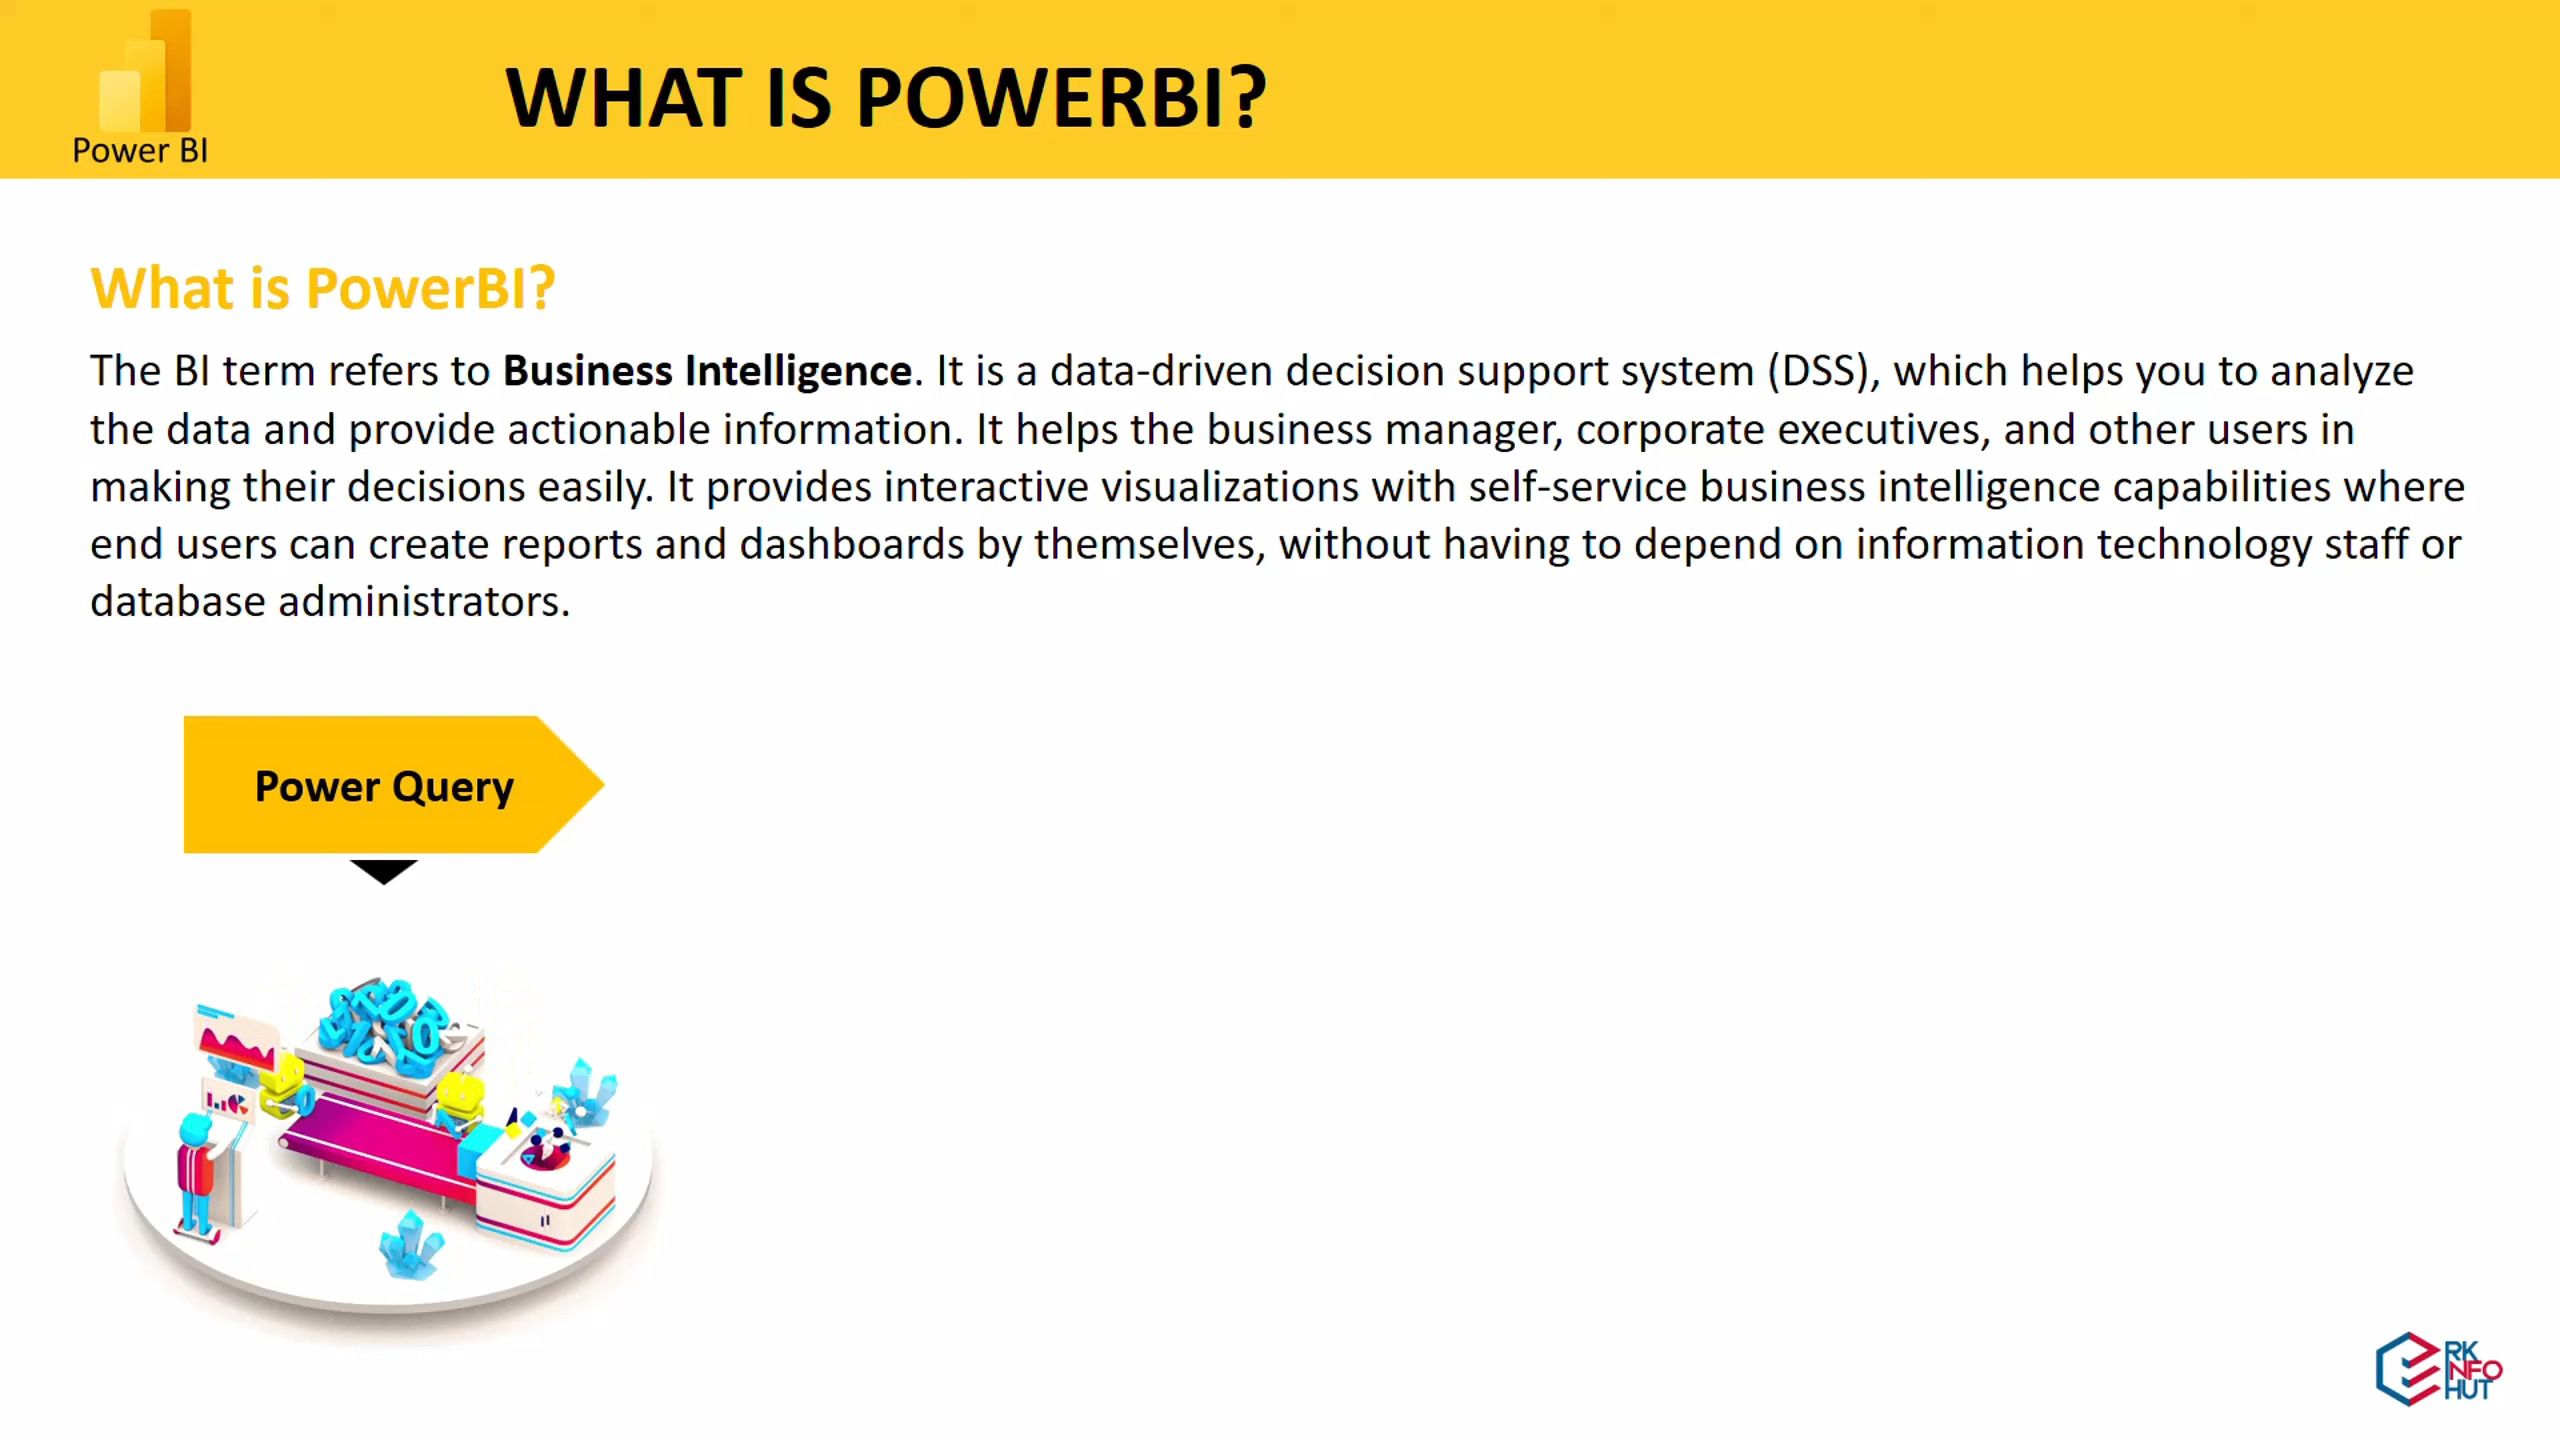 WHAT IS POWERBI?
Power BI
What is PowerBI?
The BI term refers to Business Intelligence. It is a data-driven decision support system (DSS), which helps you to analyze
the data and provide actionable information. It helps the business manager, corporate executives, and other users in
making their decisions easily. It provides interactive visualizations with self-service business intelligence capabilities where
end users can create reports and dashboards by themselves, without having to depend on information technology staff or
database administrators.
Power Query
RK
INFO
HUT